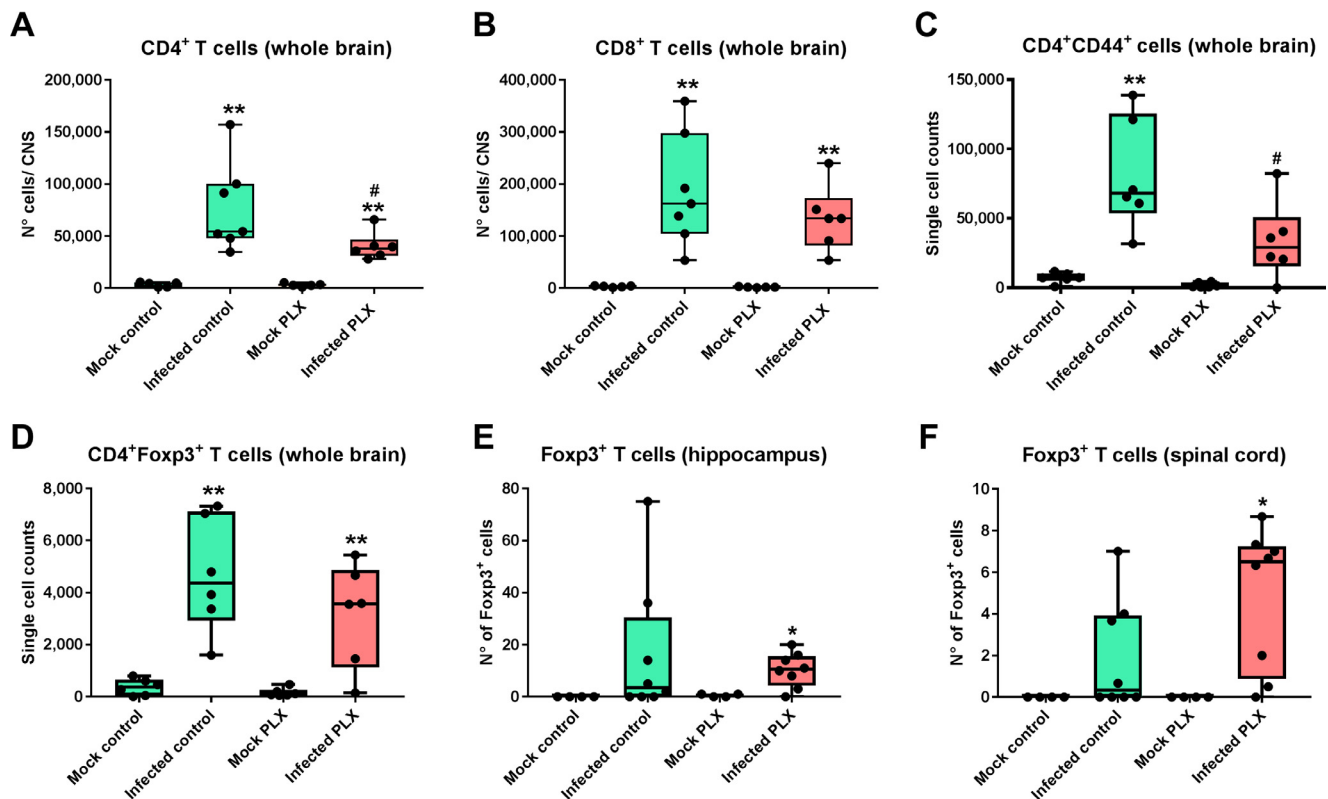 A
CD4⁺ T cells (whole brain)
N° cells/ CNS
200,000
150,000
100,000
50,000
0
**
#
**
Mock control
Infected control
Mock PLX
Infected PLX
B
CD8⁺ T cells (whole brain)
N° cells/ CNS
400,000
300,000
200,000
100,000
0
**
**
Mock control
Infected control
Mock PLX
Infected PLX
C
CD4⁺CD44⁺ cells (whole brain)
Single cell counts
150,000
100,000
50,000
0
**
#
Mock control
Infected control
Mock PLX
Infected PLX
D
CD4⁺Foxp3⁺ T cells (whole brain)
Single cell counts
8,000
6,000
4,000
2,000
0
**
**
Mock control
Infected control
Mock PLX
Infected PLX
E
Foxp3⁺ T cells (hippocampus)
N° of Foxp3⁺ cells
80
60
40
20
0
*
Mock control
Infected control
Mock PLX
Infected PLX
F
Foxp3⁺ T cells (spinal cord)
N° of Foxp3⁺ cells
10
8
6
4
2
0
*
Mock control
Infected control
Mock PLX
Infected PLX